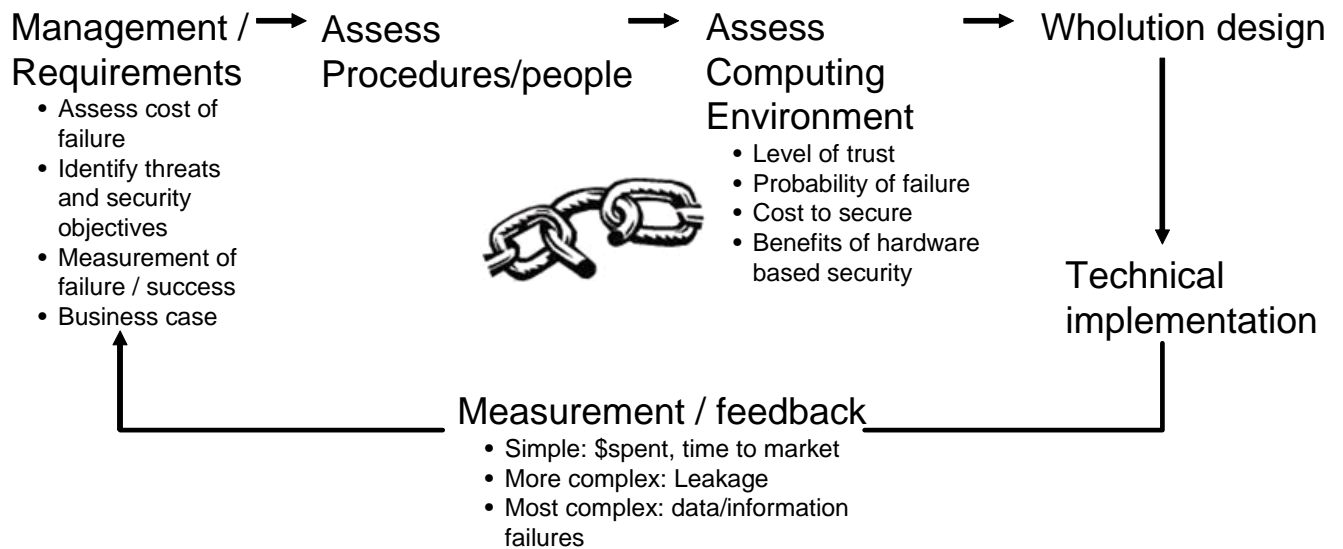 Management /
Requirements
• Assess cost of
failure
• Identify threats
and security
objectives
• Measurement of
failure / success
• Business case
Assess
Procedures/people
Assess
Computing
Environment
• Level of trust
• Probability of failure
• Cost to secure
• Benefits of hardware
based security
Wholution design
Technical
implementation
Measurement / feedback
• Simple: $spent, time to market
• More complex: Leakage
• Most complex: data/information
failures